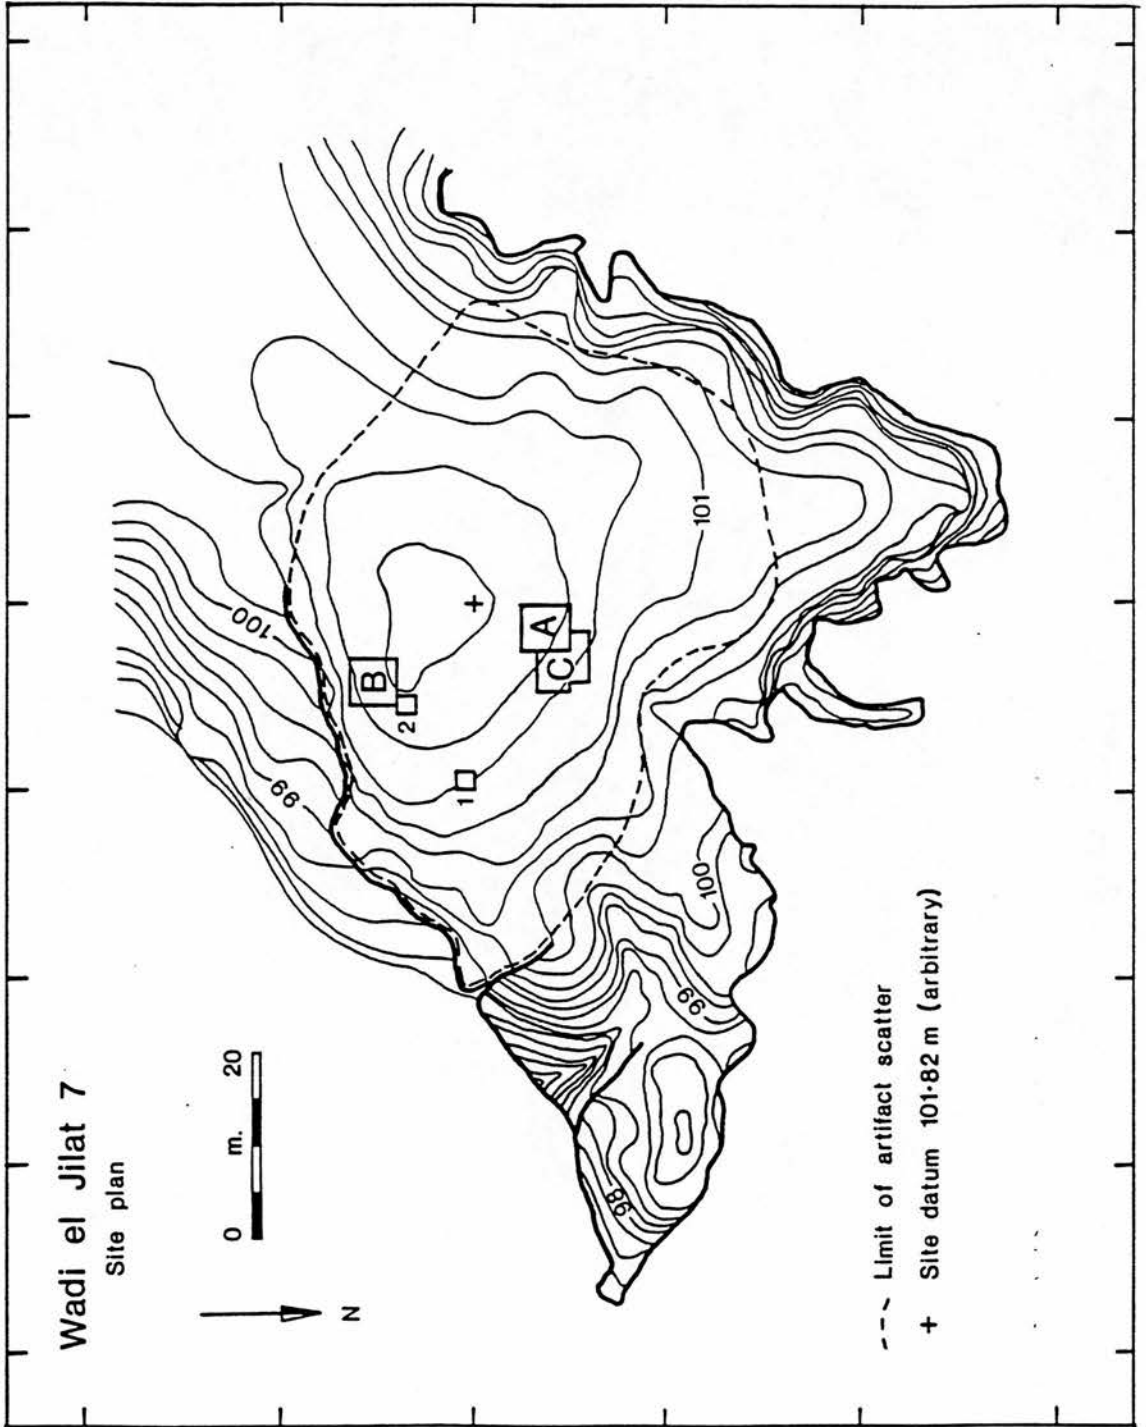 Wadi el Jilat 7
Site plan
0 m. 20
N
100
99
B
2
1
A
C
101
100
99
98
Limit of artifact scatter
+ Site datum 101·82 m (arbitrary)